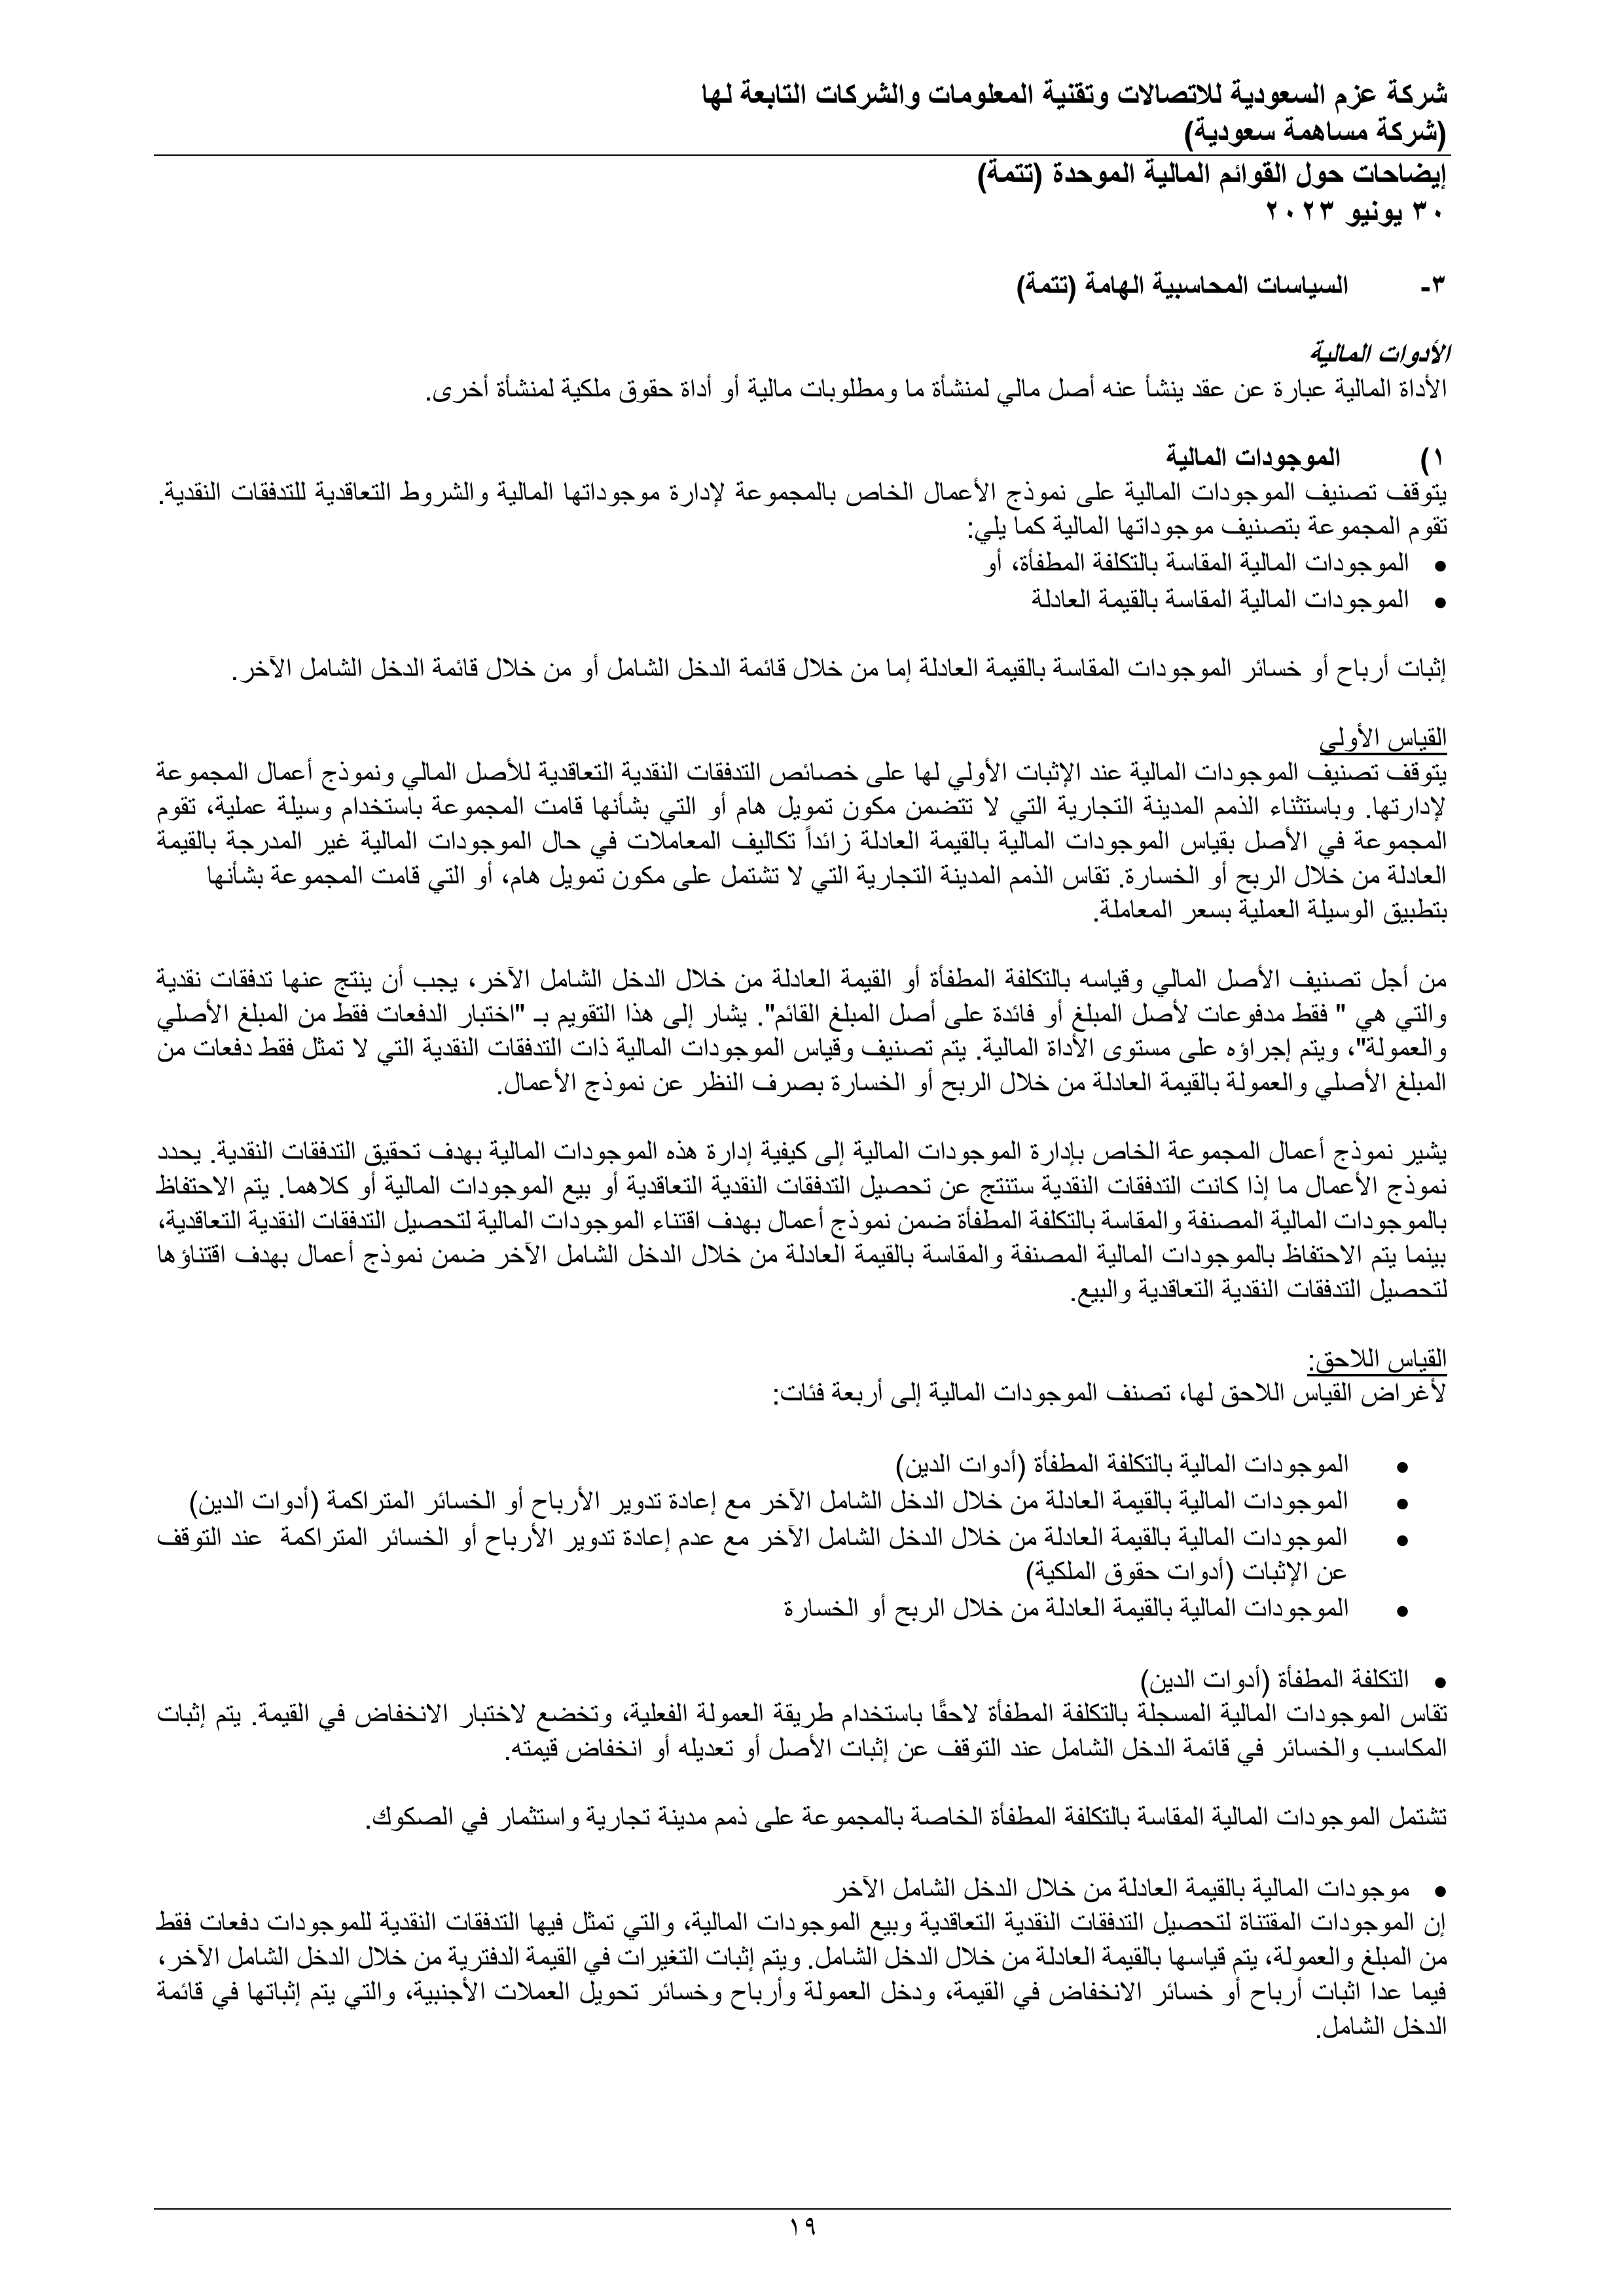 شركة عزم السعودية للاتصالات وتقنية المعلومات والشركات التابعة لها
(شركة مساهمة سعودية)
إيضاحات حول القوائم المالية الموحدة (تتمة)
٣٠ يونيو ٢٠٢٣
٣- السياسات المحاسبية الهامة (تتمة)
الأدوات المالية
الأداة المالية عبارة عن عقد ينشأ عنه أصل مالي لمنشأة ما ومطلوبات مالية أو أداة حقوق ملكية لمنشأة أخرى.
١) الموجودات المالية
يتوقف تصنيف الموجودات المالية على نموذج الأعمال الخاص بالمجموعة لإدارة موجوداتها المالية والشروط التعاقدية للتدفقات النقدية.
تقوم المجموعة بتصنيف موجوداتها المالية كما يلي:
• الموجودات المالية المقاسة بالتكلفة المطفأة، أو
• الموجودات المالية المقاسة بالقيمة العادلة
إثبات أرباح أو خسائر الموجودات المقاسة بالقيمة العادلة إما من خلال قائمة الدخل الشامل أو من خلال قائمة الدخل الشامل الآخر.
القياس الأولي
يتوقف تصنيف الموجودات المالية عند الإثبات الأولي لها على خصائص التدفقات النقدية التعاقدية للأصل المالي ونموذج أعمال المجموعة
لإدارتها. وباستثناء الذمم المدينة التجارية التي لا تتضمن مكون تمويل هام أو التي بشأنها قامت المجموعة باستخدام وسيلة عملية، تقوم
المجموعة في الأصل بقياس الموجودات المالية بالقيمة العادلة زائداً تكاليف المعاملات في حال الموجودات المالية غير المدرجة بالقيمة
العادلة من خلال الربح أو الخسارة. تقاس الذمم المدينة التجارية التي لا تشتمل على مكون تمويل هام، أو التي قامت المجموعة بشأنها
بتطبيق الوسيلة العملية بسعر المعاملة.
من أجل تصنيف الأصل المالي وقياسه بالتكلفة المطفأة أو القيمة العادلة من خلال الدخل الشامل الآخر، يجب أن ينتج عنها تدفقات نقدية
والتي هي " فقط مدفوعات لأصل المبلغ أو فائدة على أصل المبلغ القائم". يشار إلى هذا التقويم بـ "اختبار الدفعات فقط من المبلغ الأصلي
والعمولة"، ويتم إجراؤه على مستوى الأداة المالية. يتم تصنيف وقياس الموجودات المالية ذات التدفقات النقدية التي لا تمثل فقط دفعات من
المبلغ الأصلي والعمولة بالقيمة العادلة من خلال الربح أو الخسارة بصرف النظر عن نموذج الأعمال.
يشير نموذج أعمال المجموعة الخاص بإدارة الموجودات المالية إلى كيفية إدارة هذه الموجودات المالية بهدف تحقيق التدفقات النقدية. يحدد
نموذج الأعمال ما إذا كانت التدفقات النقدية ستنتج عن تحصيل التدفقات النقدية التعاقدية أو بيع الموجودات المالية أو كلاهما. يتم الاحتفاظ
بالموجودات المالية المصنفة والمقاسة بالتكلفة المطفأة ضمن نموذج أعمال بهدف اقتناء الموجودات المالية لتحصيل التدفقات النقدية التعاقدية،
بينما يتم الاحتفاظ بالموجودات المالية المصنفة والمقاسة بالقيمة العادلة من خلال الدخل الشامل الآخر ضمن نموذج أعمال بهدف اقتناؤها
لتحصيل التدفقات النقدية التعاقدية والبيع.
القياس اللاحق:
لأغراض القياس اللاحق لها، تصنف الموجودات المالية إلى أربعة فئات:
• الموجودات المالية بالتكلفة المطفأة (أدوات الدين)
• الموجودات المالية بالقيمة العادلة من خلال الدخل الشامل الآخر مع إعادة تدوير الأرباح أو الخسائر المتراكمة (أدوات الدين)
• الموجودات المالية بالقيمة العادلة من خلال الدخل الشامل الآخر مع عدم إعادة تدوير الأرباح أو الخسائر المتراكمة عند التوقف
عن الإثبات (أدوات حقوق الملكية)
• الموجودات المالية بالقيمة العادلة من خلال الربح أو الخسارة
• التكلفة المطفأة (أدوات الدين)
تقاس الموجودات المالية المسجلة بالتكلفة المطفأة لاحقًا باستخدام طريقة العمولة الفعلية، وتخضع لاختبار الانخفاض في القيمة. يتم إثبات
المكاسب والخسائر في قائمة الدخل الشامل عند التوقف عن إثبات الأصل أو تعديله أو انخفاض قيمته.
تشتمل الموجودات المالية المقاسة بالتكلفة المطفأة الخاصة بالمجموعة على ذمم مدينة تجارية واستثمار في الصكوك.
• موجودات المالية بالقيمة العادلة من خلال الدخل الشامل الآخر
إن الموجودات المقتناة لتحصيل التدفقات النقدية التعاقدية وبيع الموجودات المالية، والتي تمثل فيها التدفقات النقدية للموجودات دفعات فقط
من المبلغ والعمولة، يتم قياسها بالقيمة العادلة من خلال الدخل الشامل. ويتم إثبات التغيرات في القيمة الدفترية من خلال الدخل الشامل الآخر،
فيما عدا اثبات أرباح أو خسائر الانخفاض في القيمة، ودخل العمولة وأرباح وخسائر تحويل العملات الأجنبية، والتي يتم إثباتها في قائمة
الدخل الشامل.
١٩